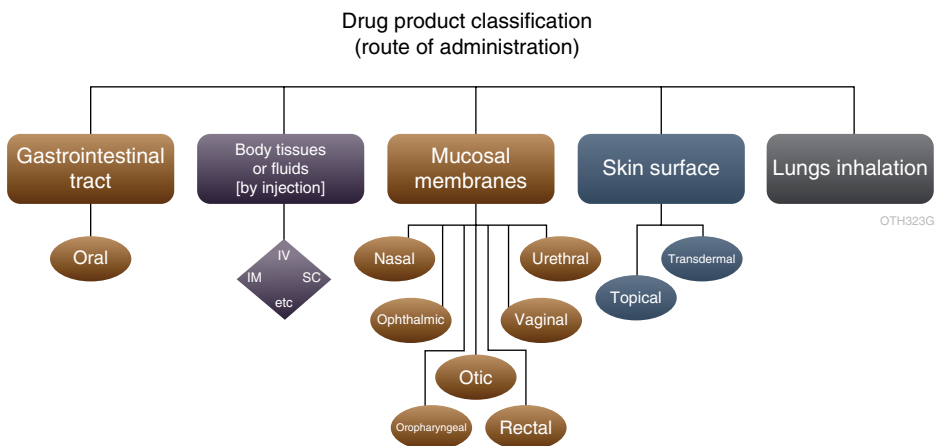 Drug product classification
(route of administration)
Gastrointestinal
tract
Body tissues
or fluids
[by injection]
Mucosal
membranes
Skin surface
Lungs inhalation
OTH323G
Oral
IV
IM
SC
etc
Nasal
Urethral
Transdermal
Topical
Ophthalmic
Vaginal
Otic
Oropharyngeal
Rectal